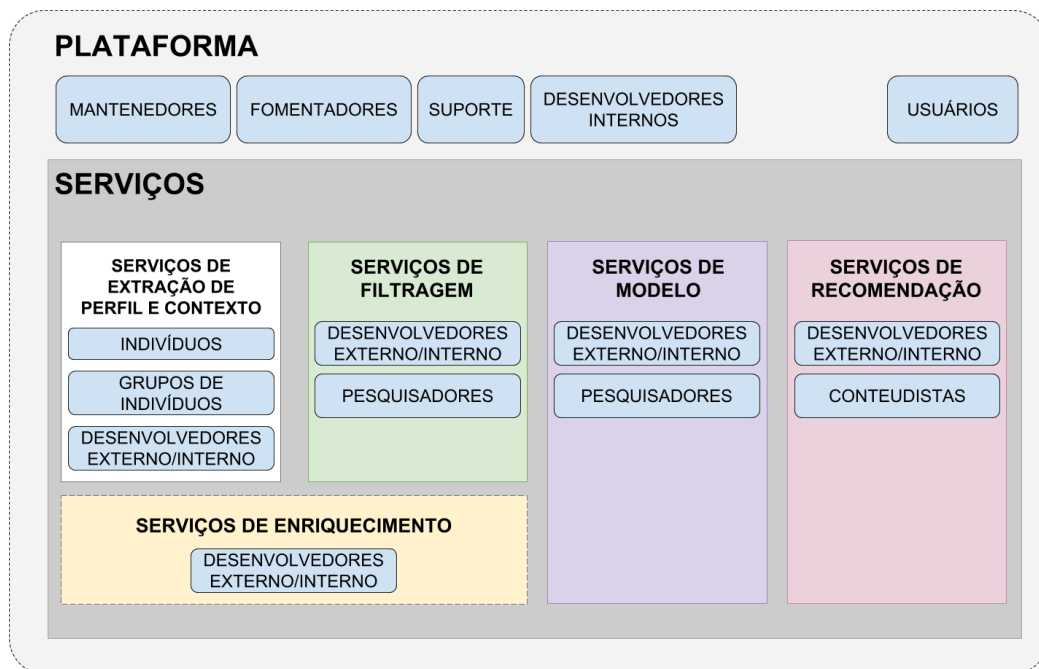 PLATAFORMA
MANTENEDORES
FOMENTADORES
SUPORTE
DESENVOLVEDORES
INTERNOS
USUÁRIOS
SERVIÇOS
SERVIÇOS DE
EXTRAÇÃO DE
PERFIL E CONTEXTO
INDIVÍDUOS
GRUPOS DE
INDIVÍDUOS
DESENVOLVEDORES
EXTERNO/INTERNO
SERVIÇOS DE
FILTRAGEM
DESENVOLVEDORES
EXTERNO/INTERNO
PESQUISADORES
SERVIÇOS DE
MODELO
DESENVOLVEDORES
EXTERNO/INTERNO
PESQUISADORES
SERVIÇOS DE
RECOMENDAÇÃO
DESENVOLVEDORES
EXTERNO/INTERNO
CONTEUDISTAS
SERVIÇOS DE ENRIQUECIMENTO
DESENVOLVEDORES
EXTERNO/INTERNO